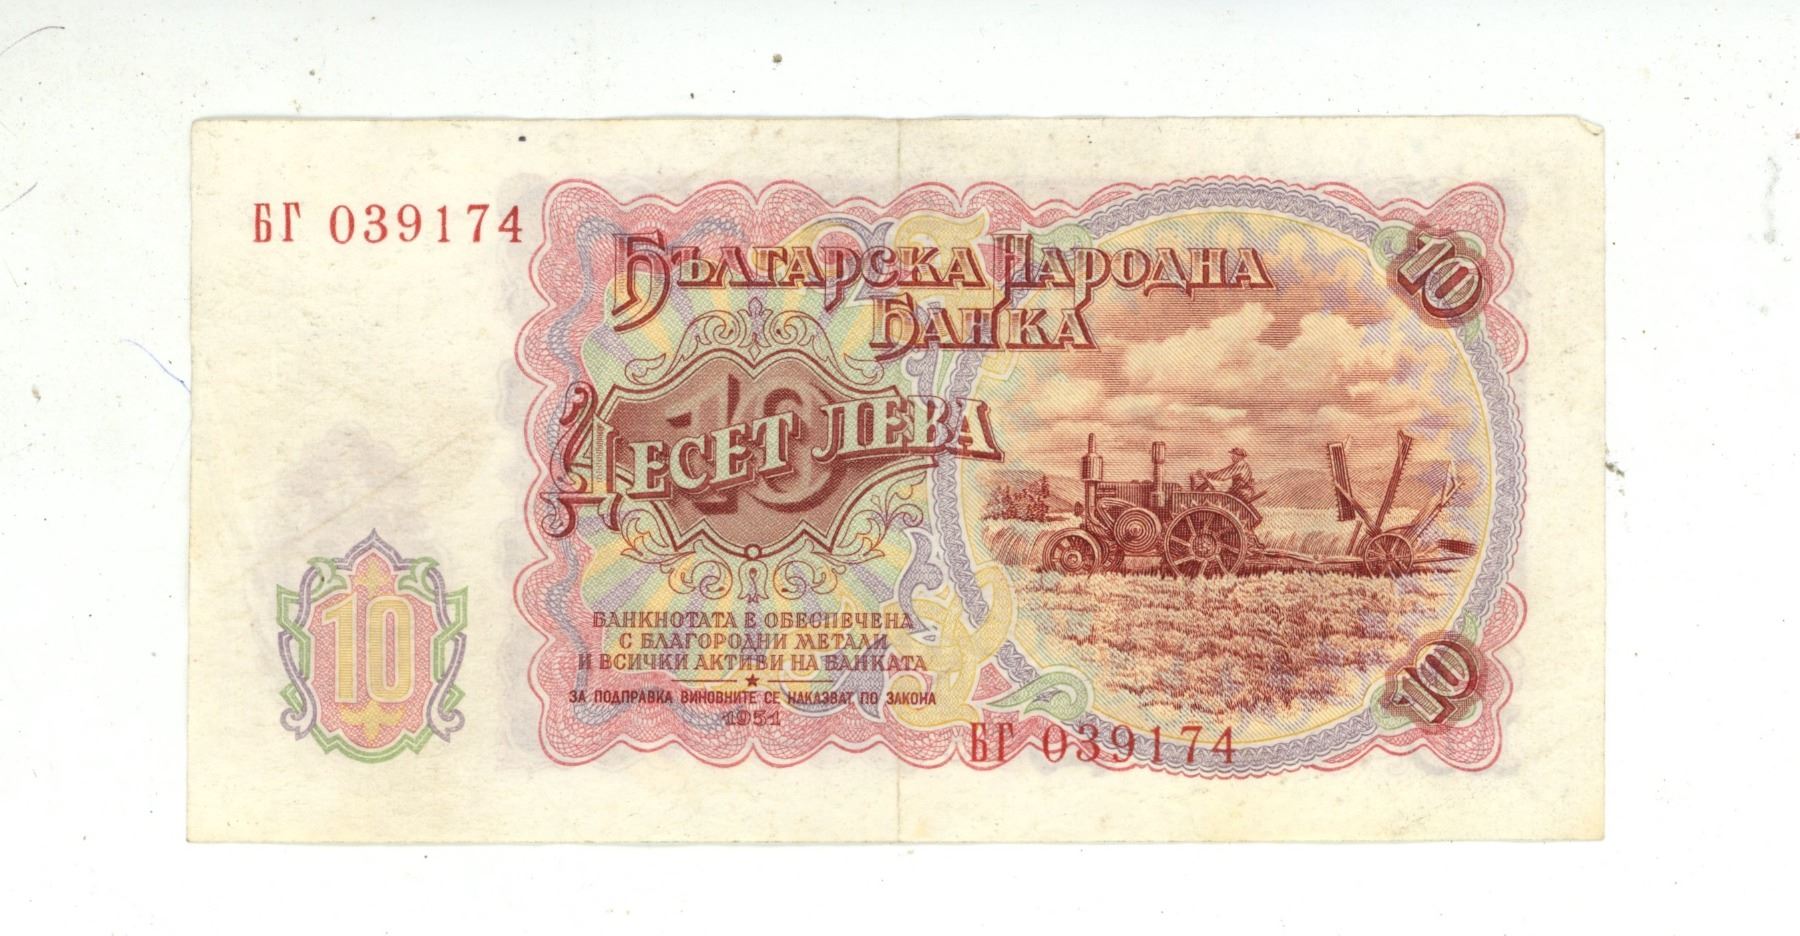 БГ 039174
Българска Народна
Банка
10
10
Десет лева
10
БАНКНОТАТА Е ОБЕСПЕЧЕНА
С БЛАГОРОДНИ МЕТАЛИ
И ВСИЧКИ АКТИВИ НА БАНКАТА
ЗА ПОДПРАВКА ВИНОВНИТЕ СЕ НАКАЗВАТ ПО ЗАКОНА
1951
10
БГ 039174